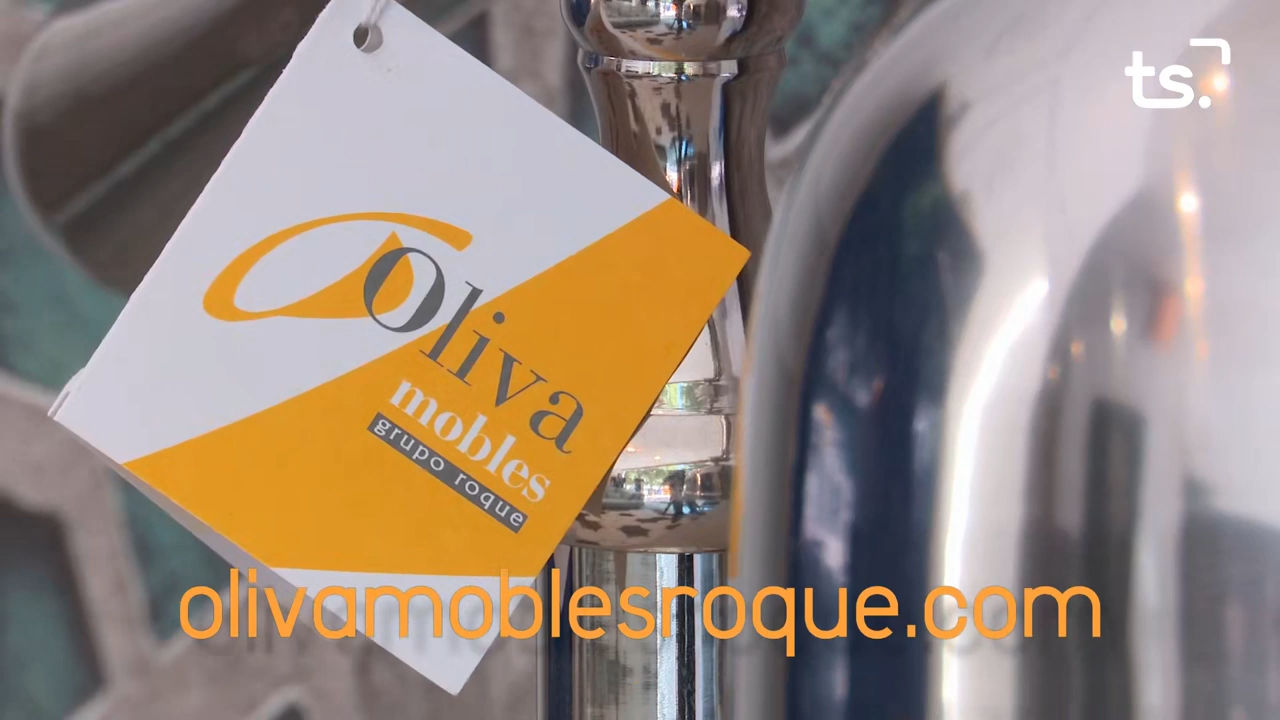 ts.
Oliva
mobles
grupo roque
olivamoblesroque.com